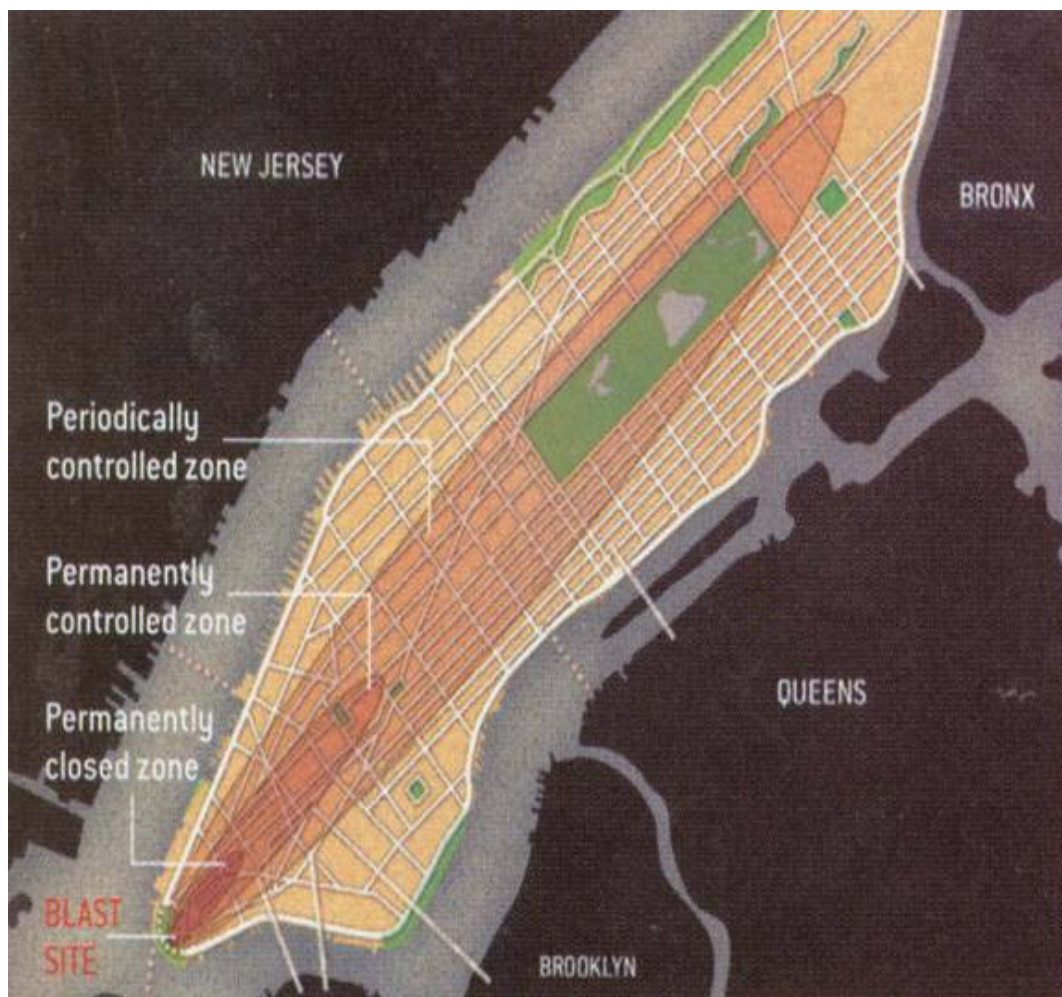 NEW JERSEY
BRONX
Periodically
controlled zone
Permanently
controlled zone
QUEENS
Permanently
closed zone
BLAST
SITE
BROOKLYN